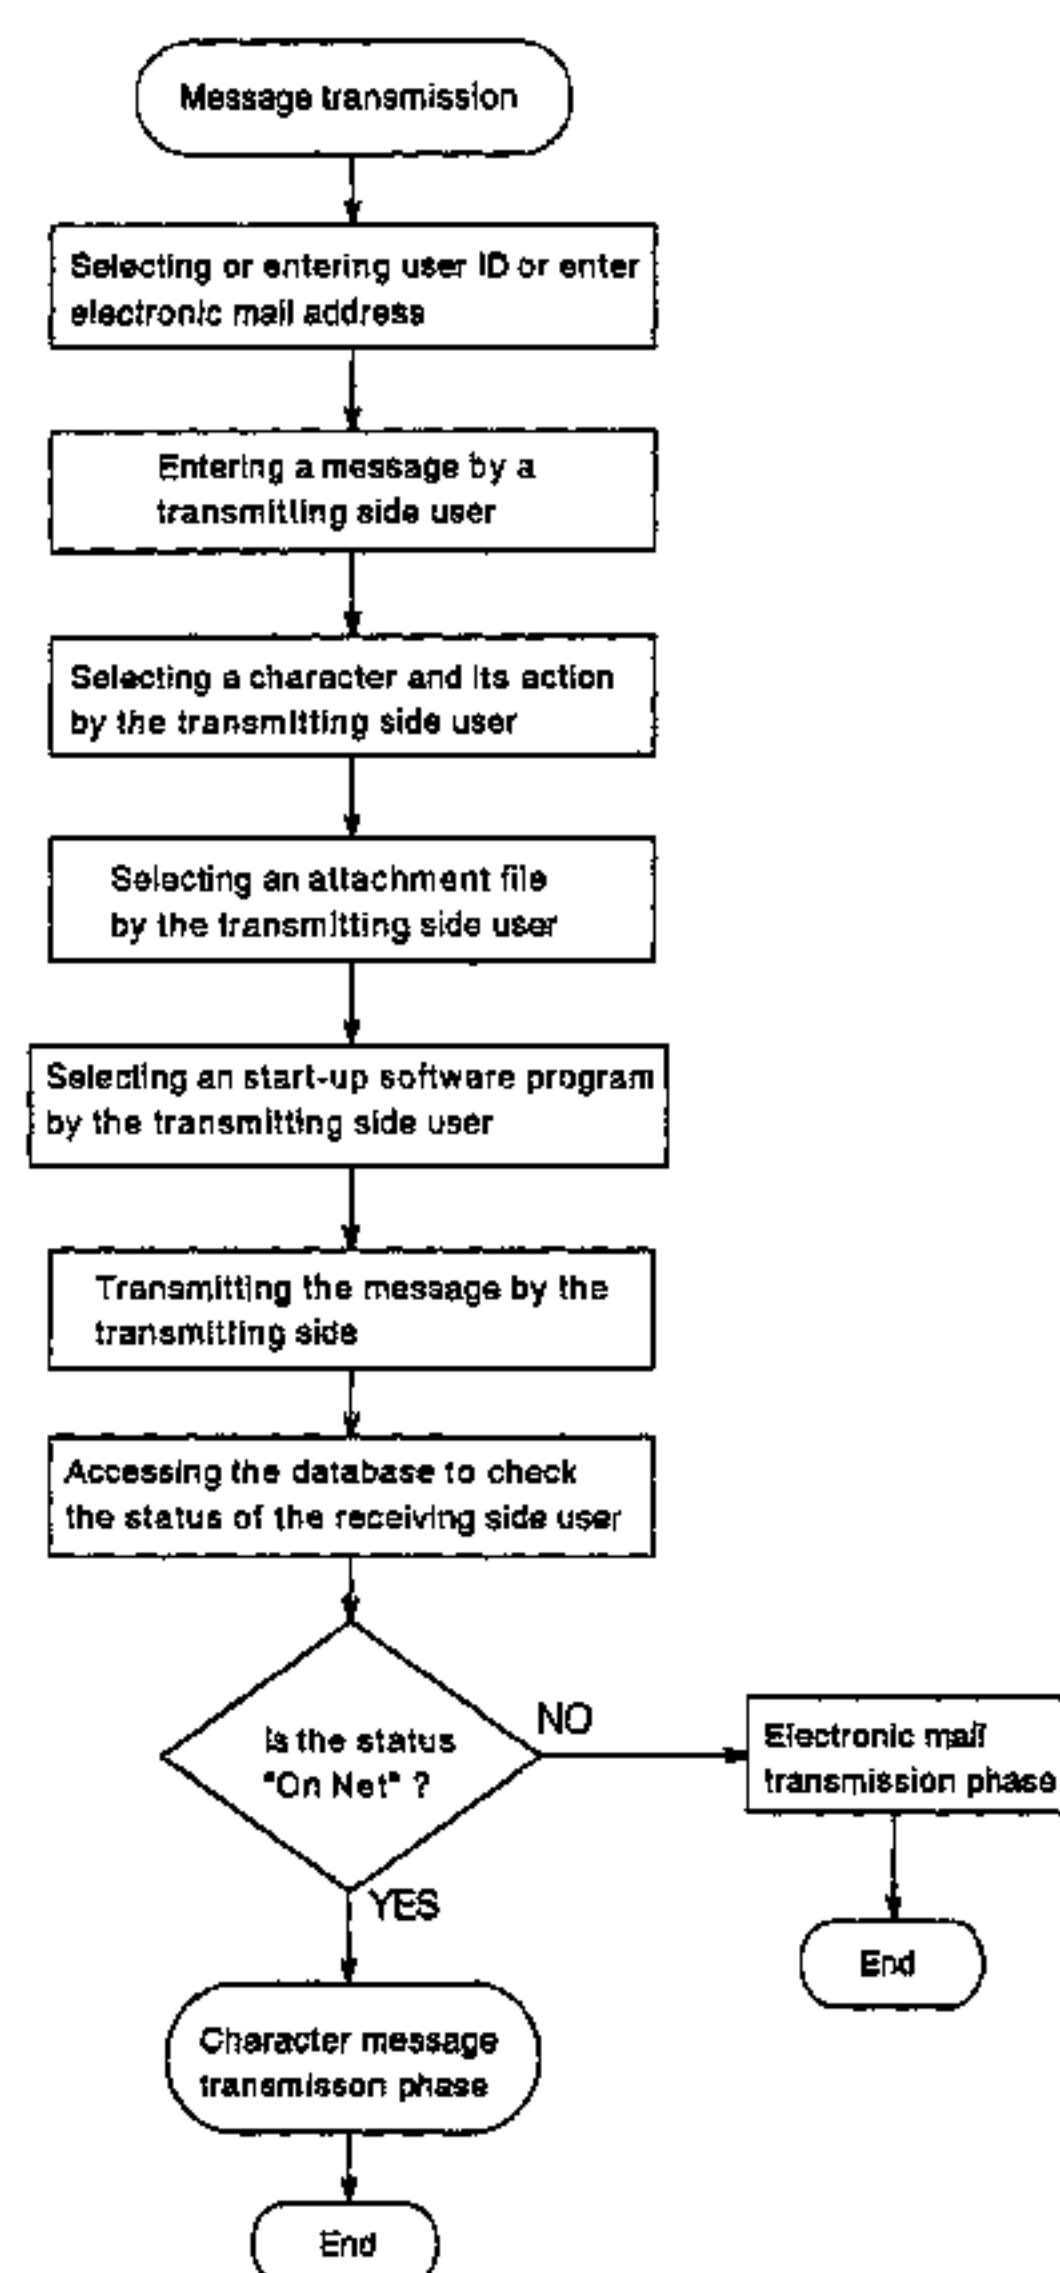 Message transmission
Selecting or entering user ID or enter
electronic mail address
Entering a message by a
transmitting side user
Selecting a character and its action
by the transmitting side user
Selecting an attachment file
by the transmitting side user
Selecting an start-up software program
by the transmitting side user
Transmitting the message by the
transmitting side
Accessing the database to check
the status of the receiving side user
Is the status
"On Net" ?
NO
Electronic mail
transmission phase
YES
End
Character message
transmisson phase
End